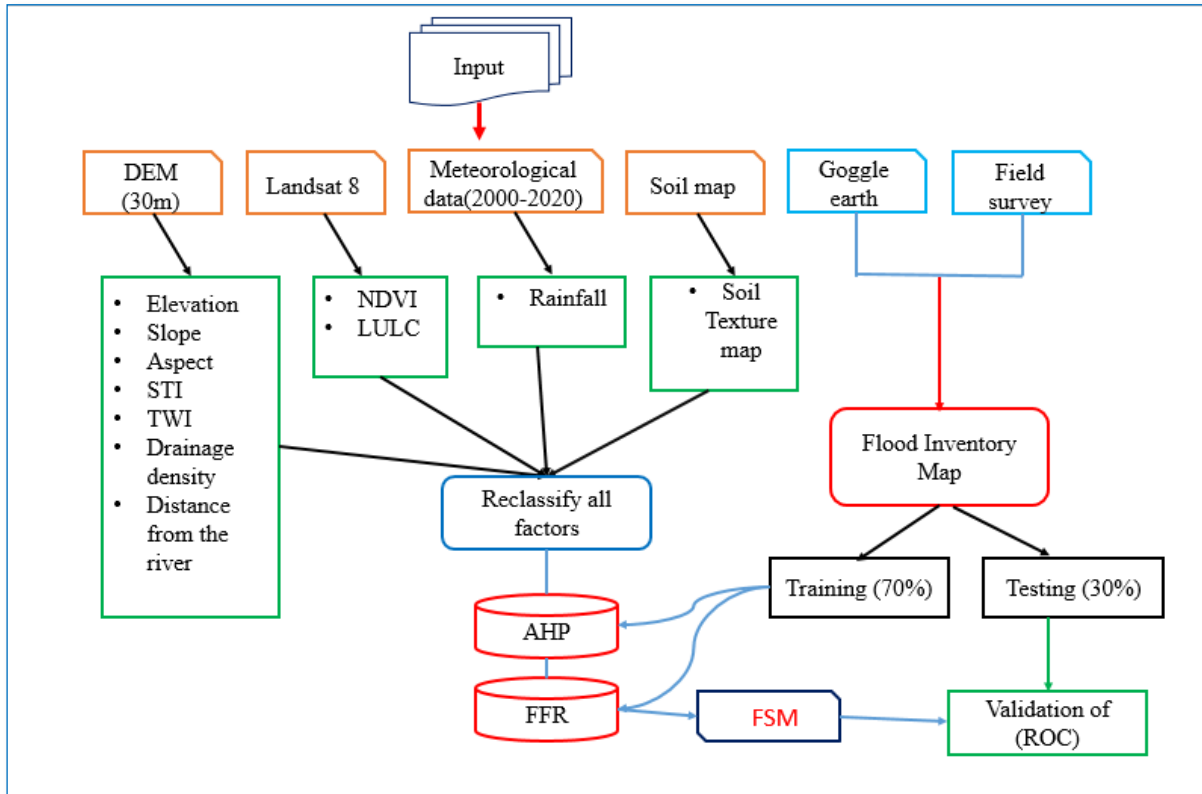 Input
DEM
(30m)
Landsat 8
Meteorological
data(2000-2020)
Soil map
Goggle
earth
Field
survey
• Elevation
• Slope
• Aspect
• STI
• TWI
• Drainage
density
• Distance
from the
river
• NDVI
• LULC
• Rainfall
• Soil
Texture
map
Flood Inventory
Map
Reclassify all
factors
Training (70%)
Testing (30%)
AHP
FFR
FSM
Validation of
(ROC)